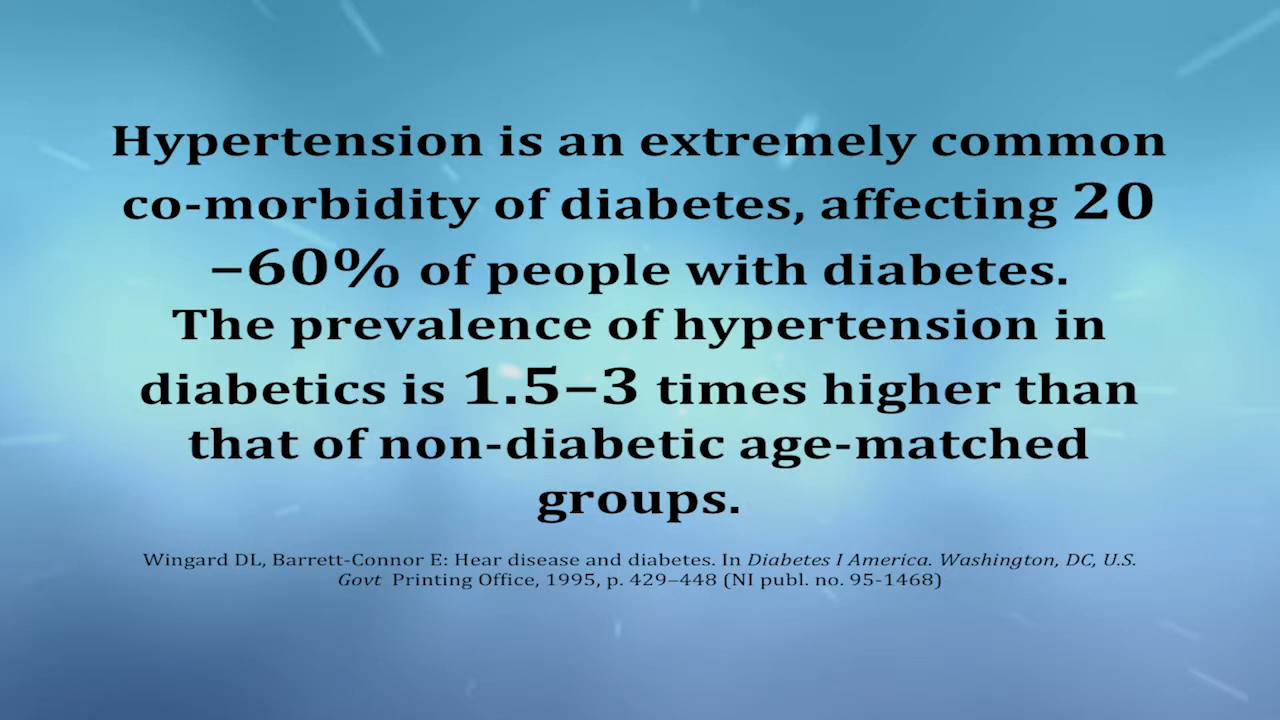 Hypertension is an extremely common
co-morbidity of diabetes, affecting 20
–60% of people with diabetes.
The prevalence of hypertension in
diabetics is 1.5–3 times higher than
that of non-diabetic age-matched
groups.
Wingard DL, Barrett-Connor E: Hear disease and diabetes. In Diabetes I America. Washington, DC, U.S.
Govt Printing Office, 1995, p. 429–448 (NI publ. no. 95-1468)